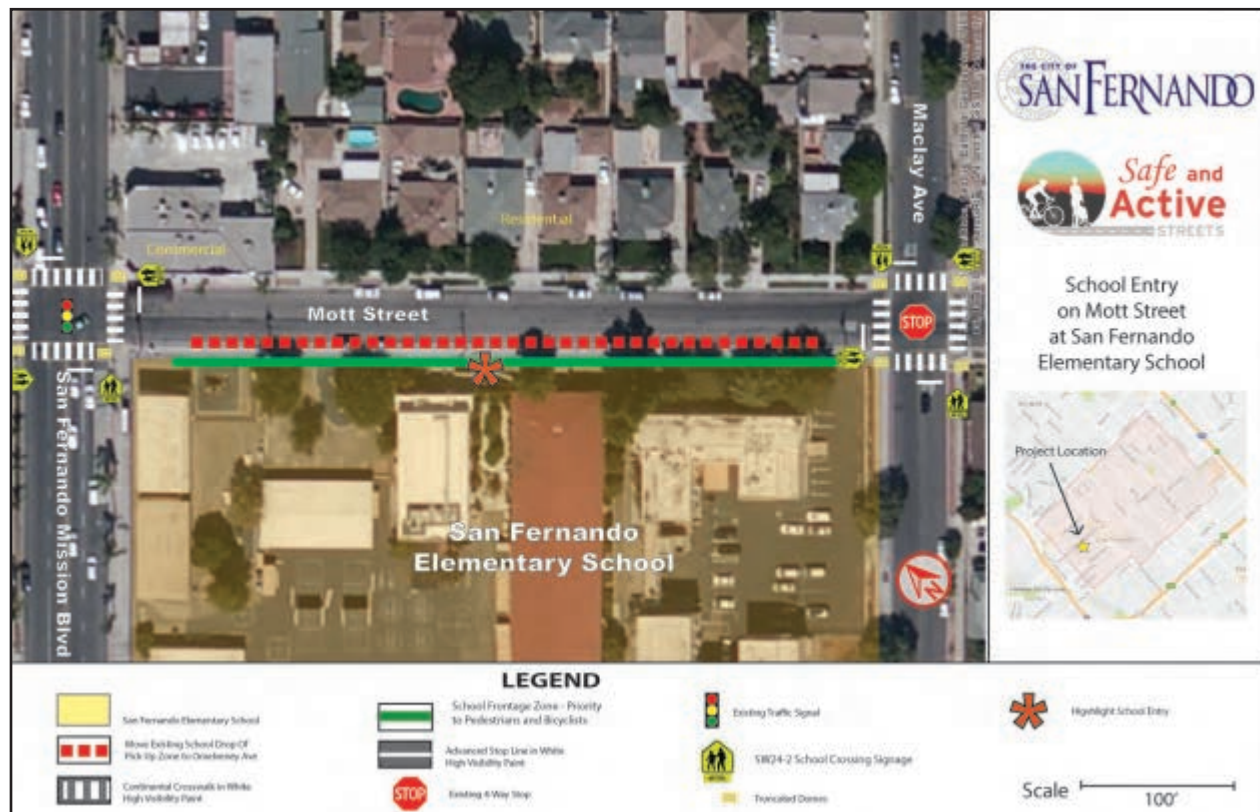 Maclay Ave
Residential
Commercial
Mott Street
STOP
San Fernando Mission Blvd
San Fernando
Elementary School
N
THE CITY OF
SAN FERNANDO
Safe and
Active
STREETS
School Entry
on Mott Street
at San Fernando
Elementary School
Project Location
LEGEND
San Fernando Elementary School
Move Existing School Drop Of
Pick Up Zone to
Continental Crosswalk in White
High Visibility Paint
School Frontage Zone - Priority
to Pedestrians and Bicyclists
Advanced Stop Line in White
High Visibility Paint
STOP
Existing 4-Way Stop
Existing Traffic Signal
SW24-2 School Crossing Signage
Truncated Domes
Highlight School Entry
Scale
100'